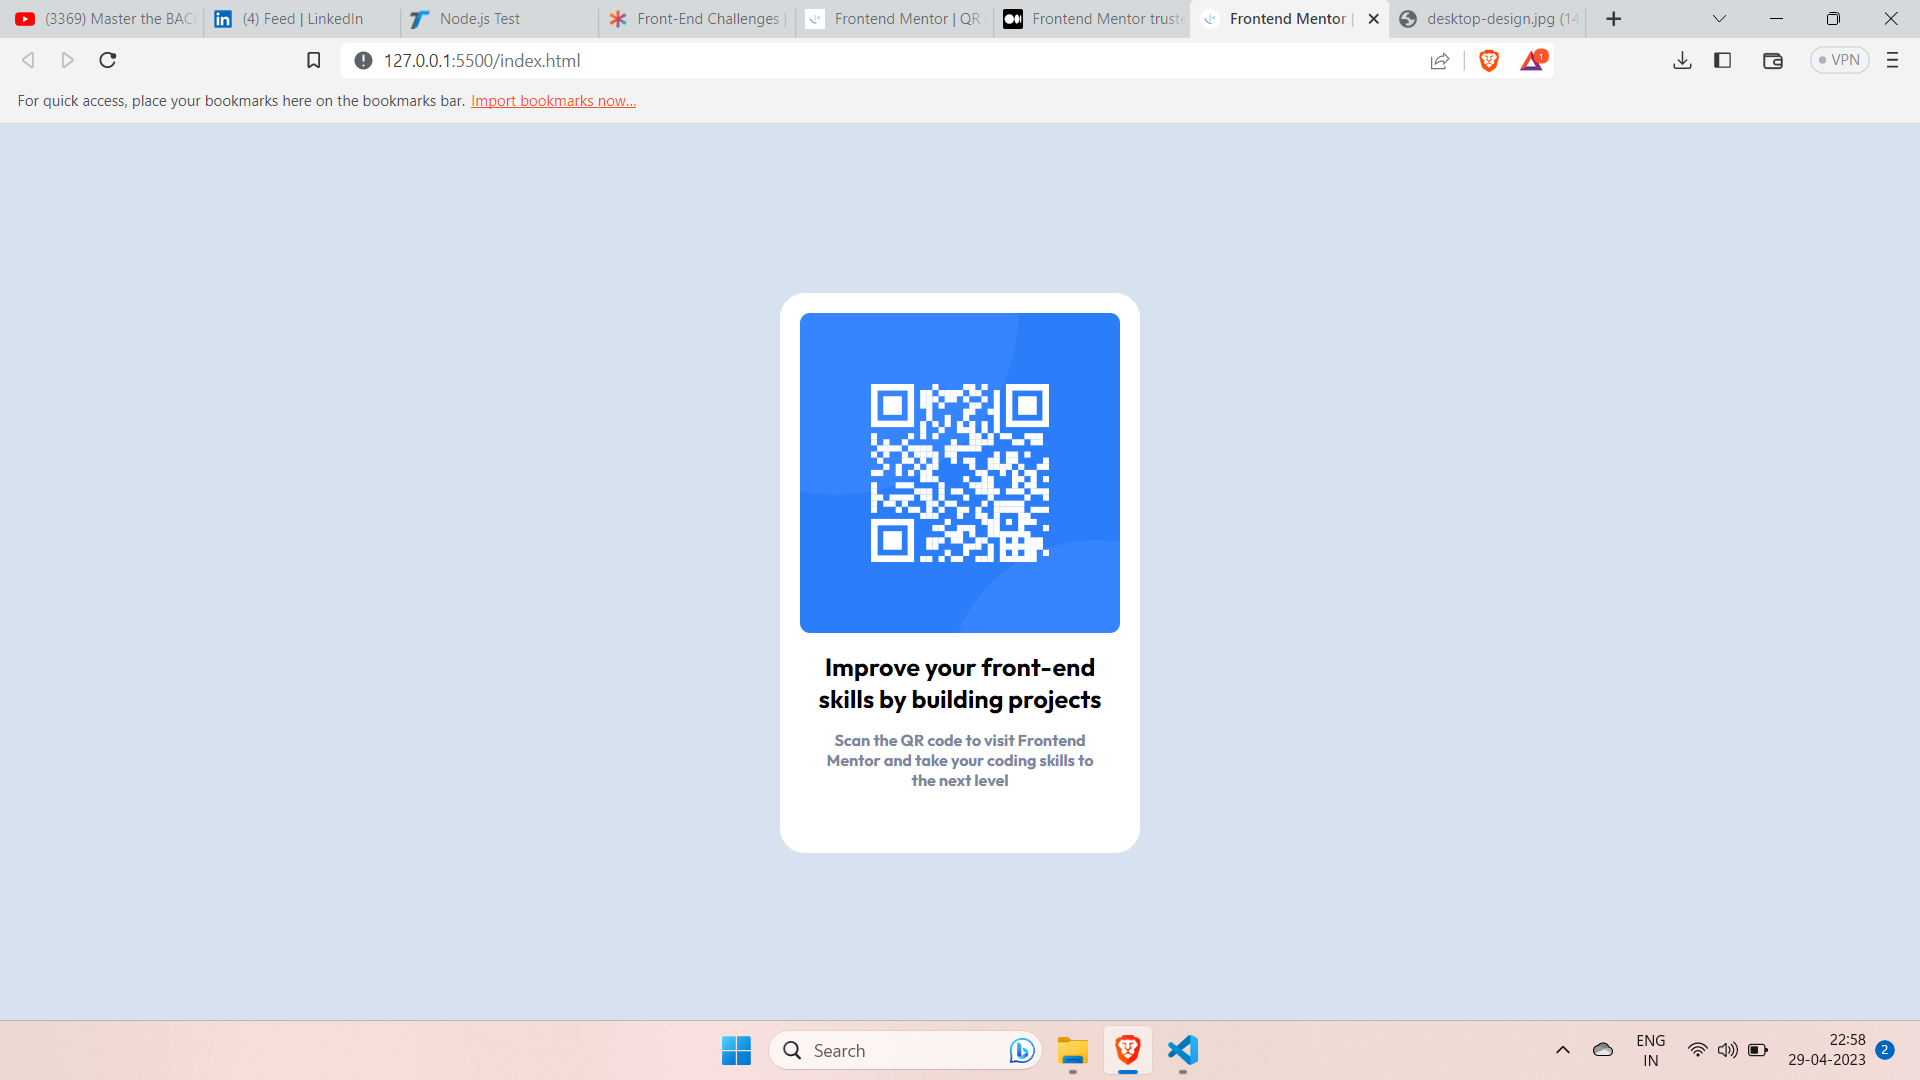 (3369) Master the BAC
(4) Feed | LinkedIn
Node.js Test
Front-End Challenges |
Frontend Mentor | QR
Frontend Mentor truste
Frontend Mentor |
desktop-design.jpg (14
127.0.0.1:5500/index.html
1
VPN
For quick access, place your bookmarks here on the bookmarks bar. Import bookmarks now...
Improve your front-end
skills by building projects
Scan the QR code to visit Frontend
Mentor and take your coding skills to
the next level
Search
ENG
IN
22:58
29-04-2023
2